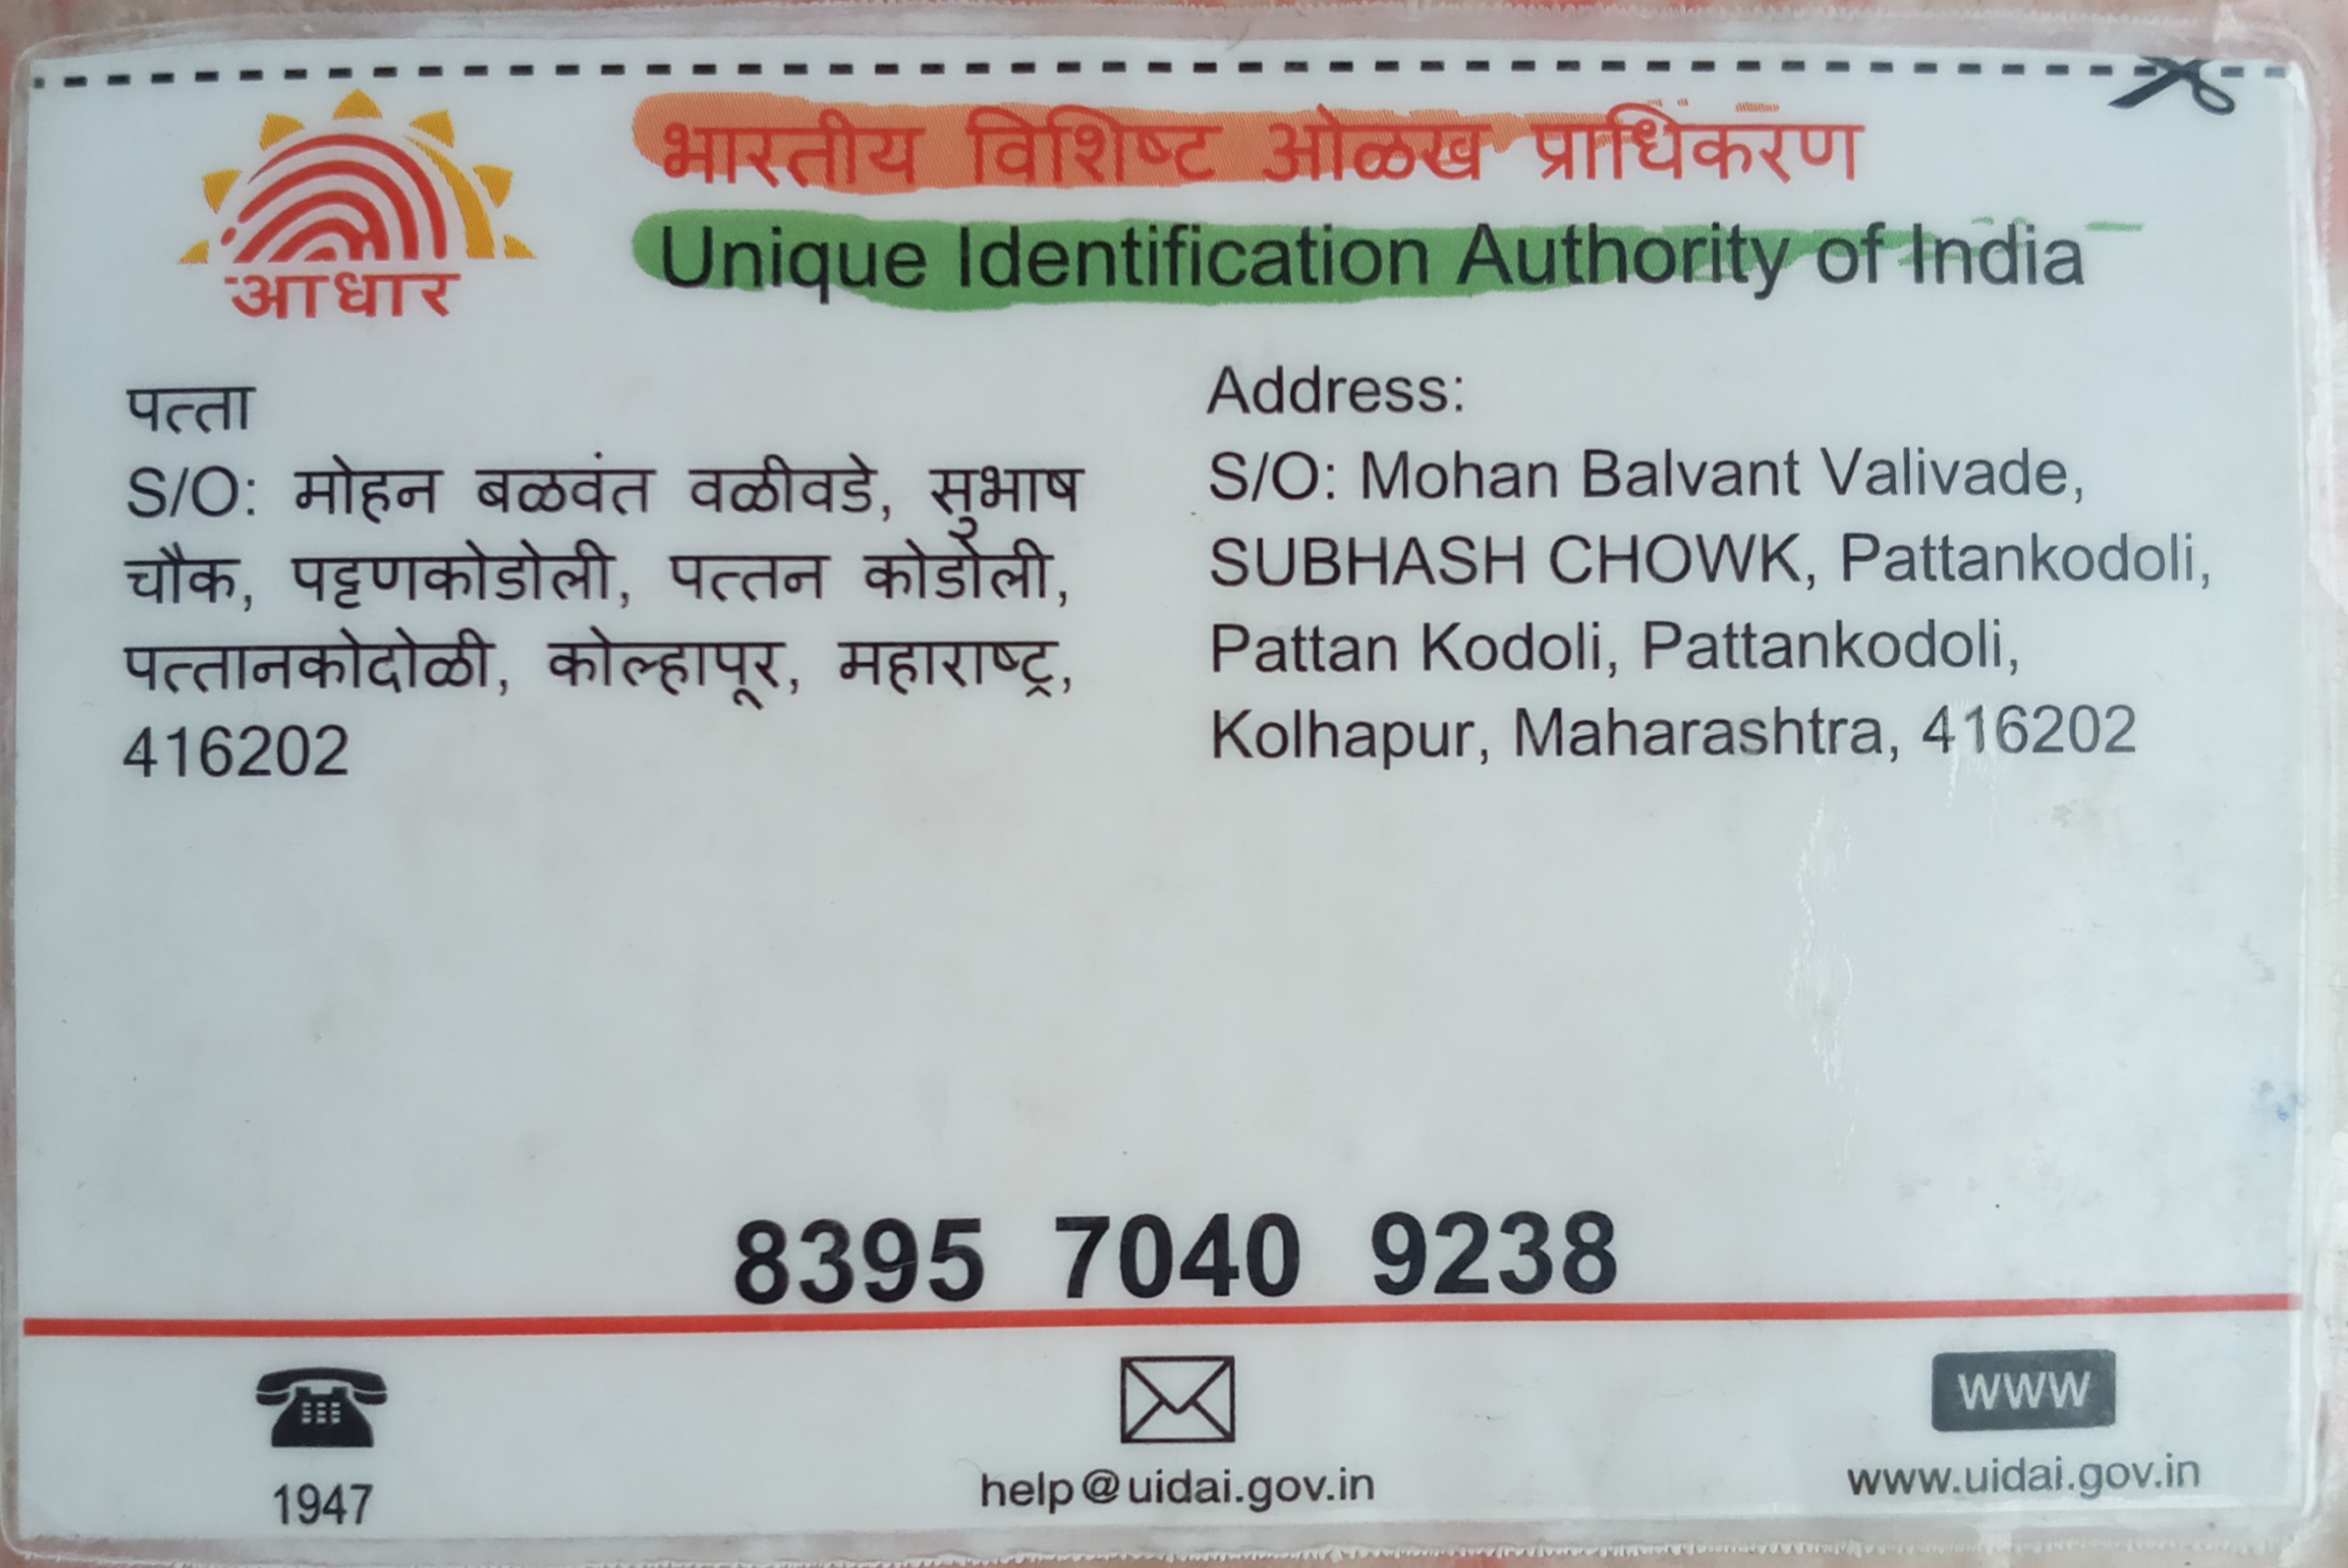 भारतीय विशिष्ट ओळख प्राधिकरण
Unique Identification Authority of India
आधार
पत्त्ता
S/O: मोहन बळवंत वळीवडे, सुभाष
चौक, पट्टणकोडोली, पत्तन कोडोली,
पत्तानकोदोळी, कोल्हापूर, महाराष्ट्र,
416202
Address:
S/O: Mohan Balvant Valivade,
SUBHASH CHOWK, Pattankodoli,
Pattan Kodoli, Pattankodoli,
Kolhapur, Maharashtra, 416202
8395 7040 9238
1947
help@uidai.gov.in
www
www.uidai.gov.in